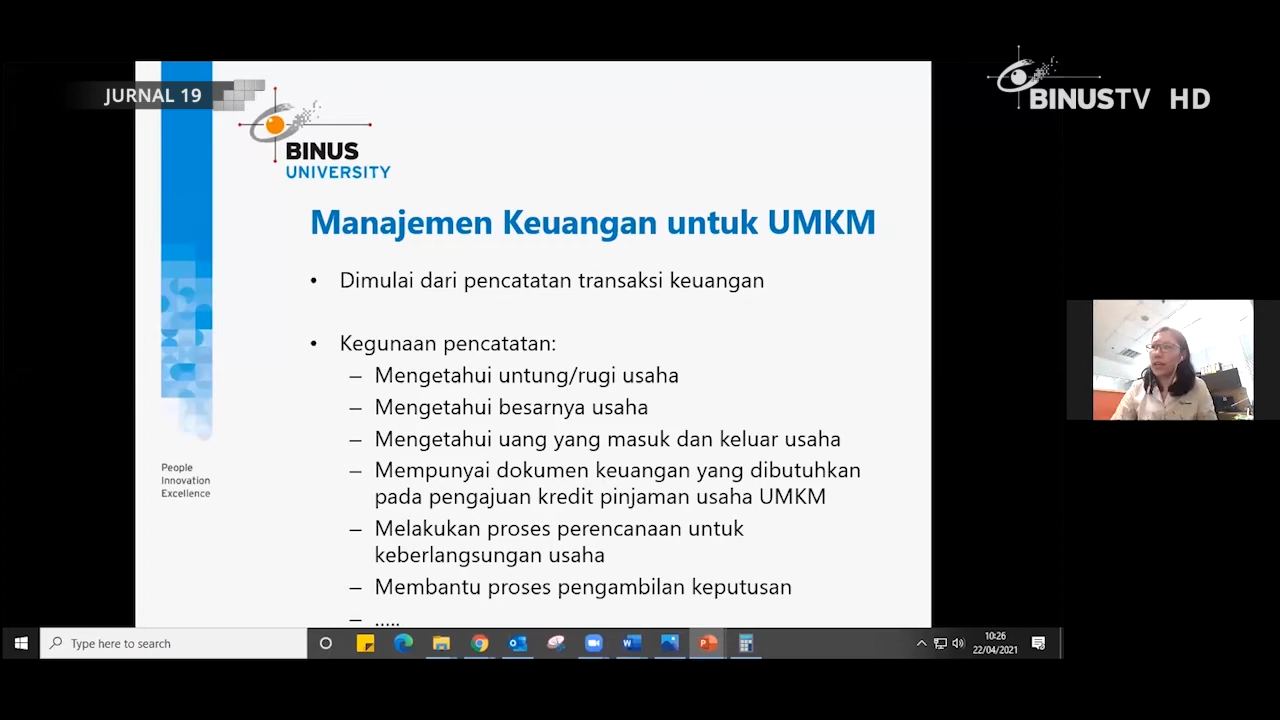 JURNAL 19
BINUSTV HD
BINUS
UNIVERSITY
Manajemen Keuangan untuk UMKM
• Dimulai dari pencatatan transaksi keuangan
• Kegunaan pencatatan:
– Mengetahui untung/rugi usaha
– Mengetahui besarnya usaha
– Mengetahui uang yang masuk dan keluar usaha
– Mempunyai dokumen keuangan yang dibutuhkan
pada pengajuan kredit pinjaman usaha UMKM
– Melakukan proses perencanaan untuk
keberlangsungan usaha
– Membantu proses pengambilan keputusan
– .....
People
Innovation
Excellence
Type here to search
10:26
22/04/2021